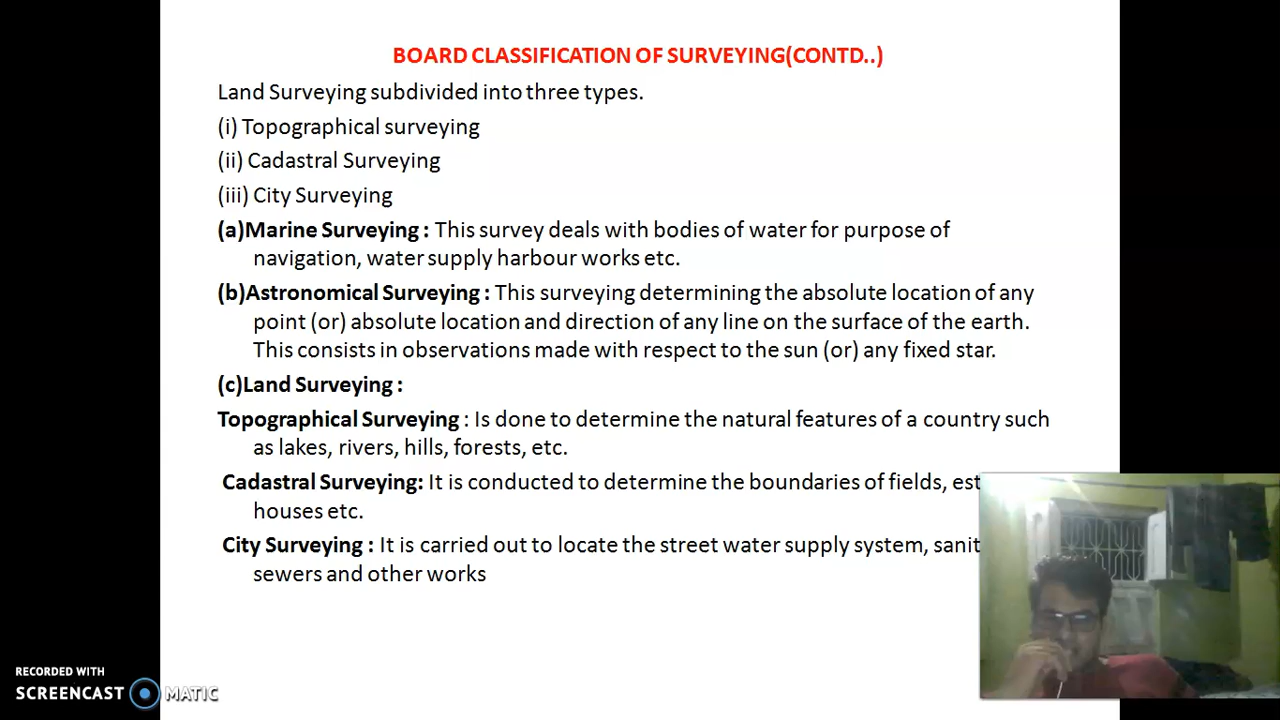 BOARD CLASSIFICATION OF SURVEYING(CONTD..)
Land Surveying subdivided into three types.
(i) Topographical surveying
(ii) Cadastral Surveying
(iii) City Surveying
(a)Marine Surveying : This survey deals with bodies of water for purpose of
navigation, water supply harbour works etc.
(b)Astronomical Surveying : This surveying determining the absolute location of any
point (or) absolute location and direction of any line on the surface of the earth.
This consists in observations made with respect to the sun (or) any fixed star.
(c)Land Surveying :
Topographical Surveying : Is done to determine the natural features of a country such
as lakes, rivers, hills, forests, etc.
Cadastral Surveying: It is conducted to determine the boundaries of fields,
houses etc.
City Surveying : It is carried out to locate the street water supply system,
sewers and other works
RECORDED WITH
SCREENCAST MATIC